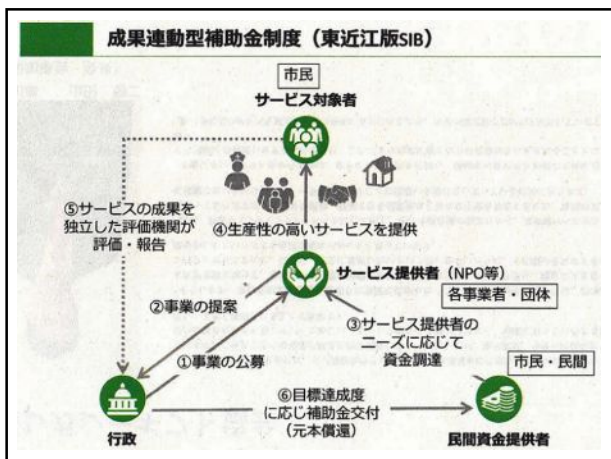 成果連動型補助金制度（東近江版SIB）
市民
サービス対象者
⑤サービスの成果を
独立した評価機関が
評価・報告
④生産性の高いサービスを提供
サービス提供者（NPO等）
各事業者・団体
②事業の提案
③サービス提供者の
ニーズに応じて
資金調達
①事業の公募
市民・民間
⑥目標達成度
に応じ補助金交付
（元本償還）
行政
民間資金提供者